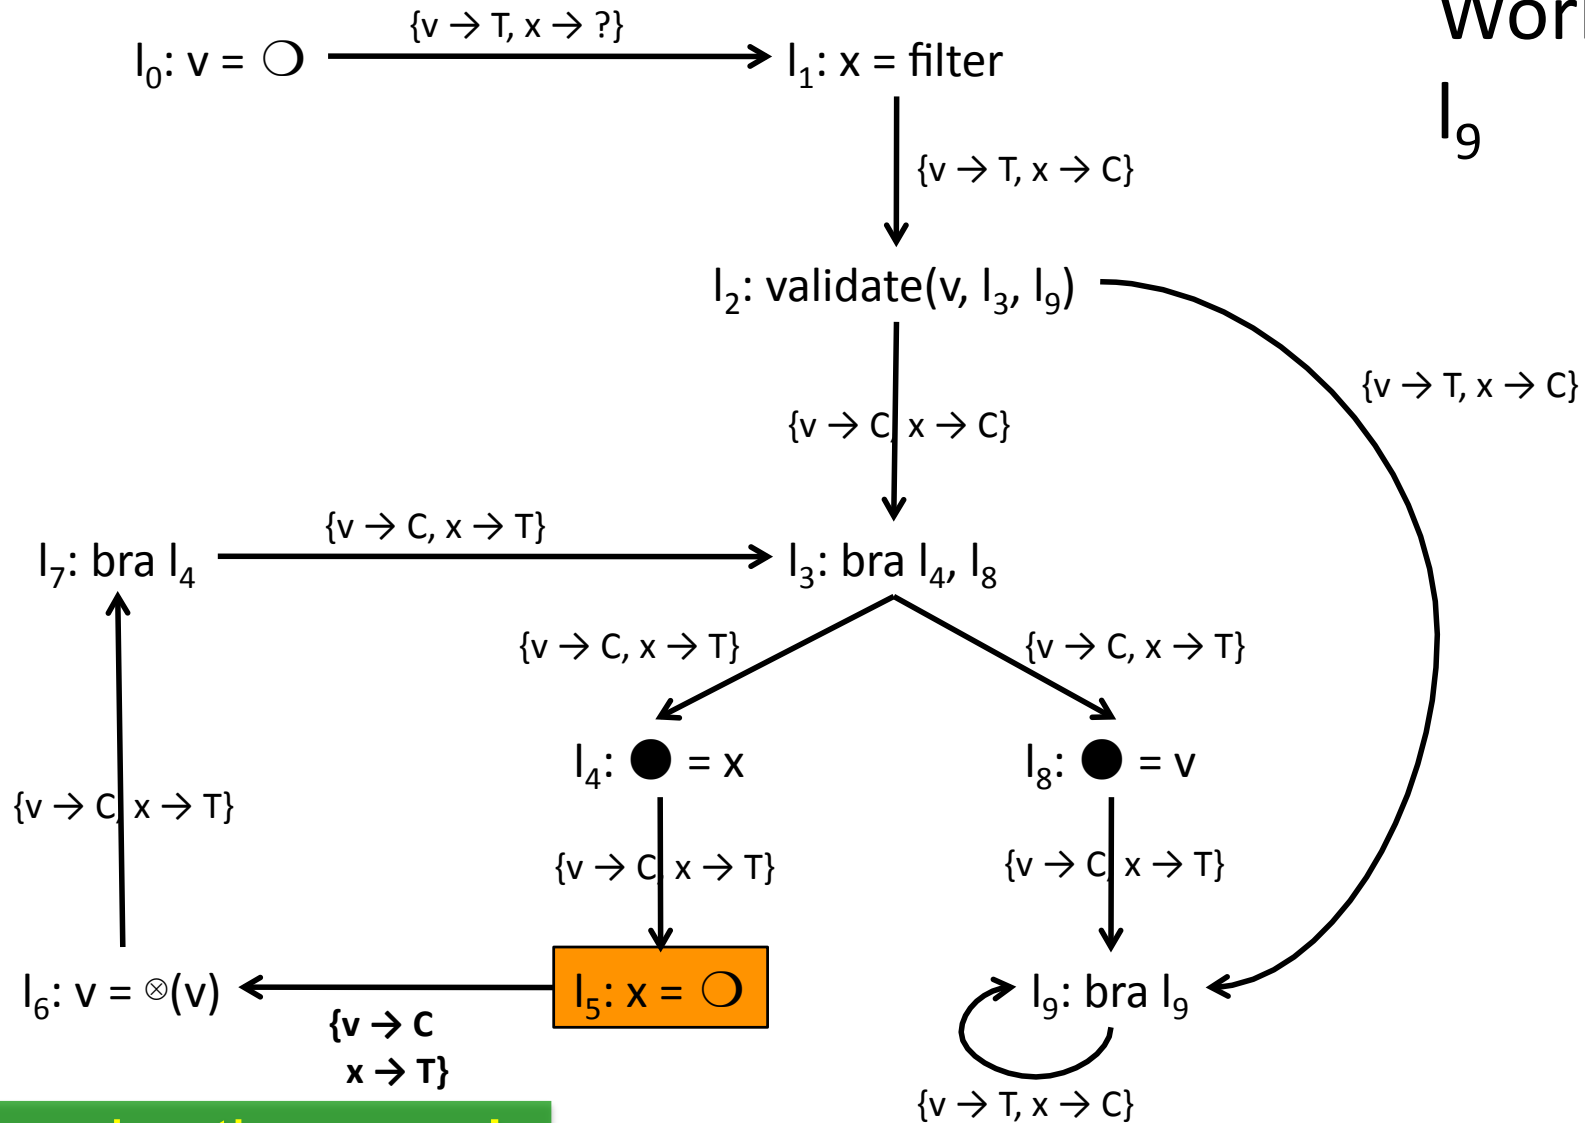 {v → T, x → ?}
l₀: v = ❍
l₁: x = filter
l₉
{v → T, x → C}
l₂: validate(v, l₃, l₉)
{v → T, x → C}
{v → C, x → C}
{v → C, x → T}
l₇: bra l₄
l₃: bra l₄, l₈
{v → C, x → T}
{v → C, x → T}
l₄: ● = x
l₈: ● = v
{v → C, x → T}
{v → C, x → T}
{v → C, x → T}
l₆: v = ⊗(v)
l₅: x = ❍
l₉: bra l₉
{v → C
x → T}
{v → T, x → C}